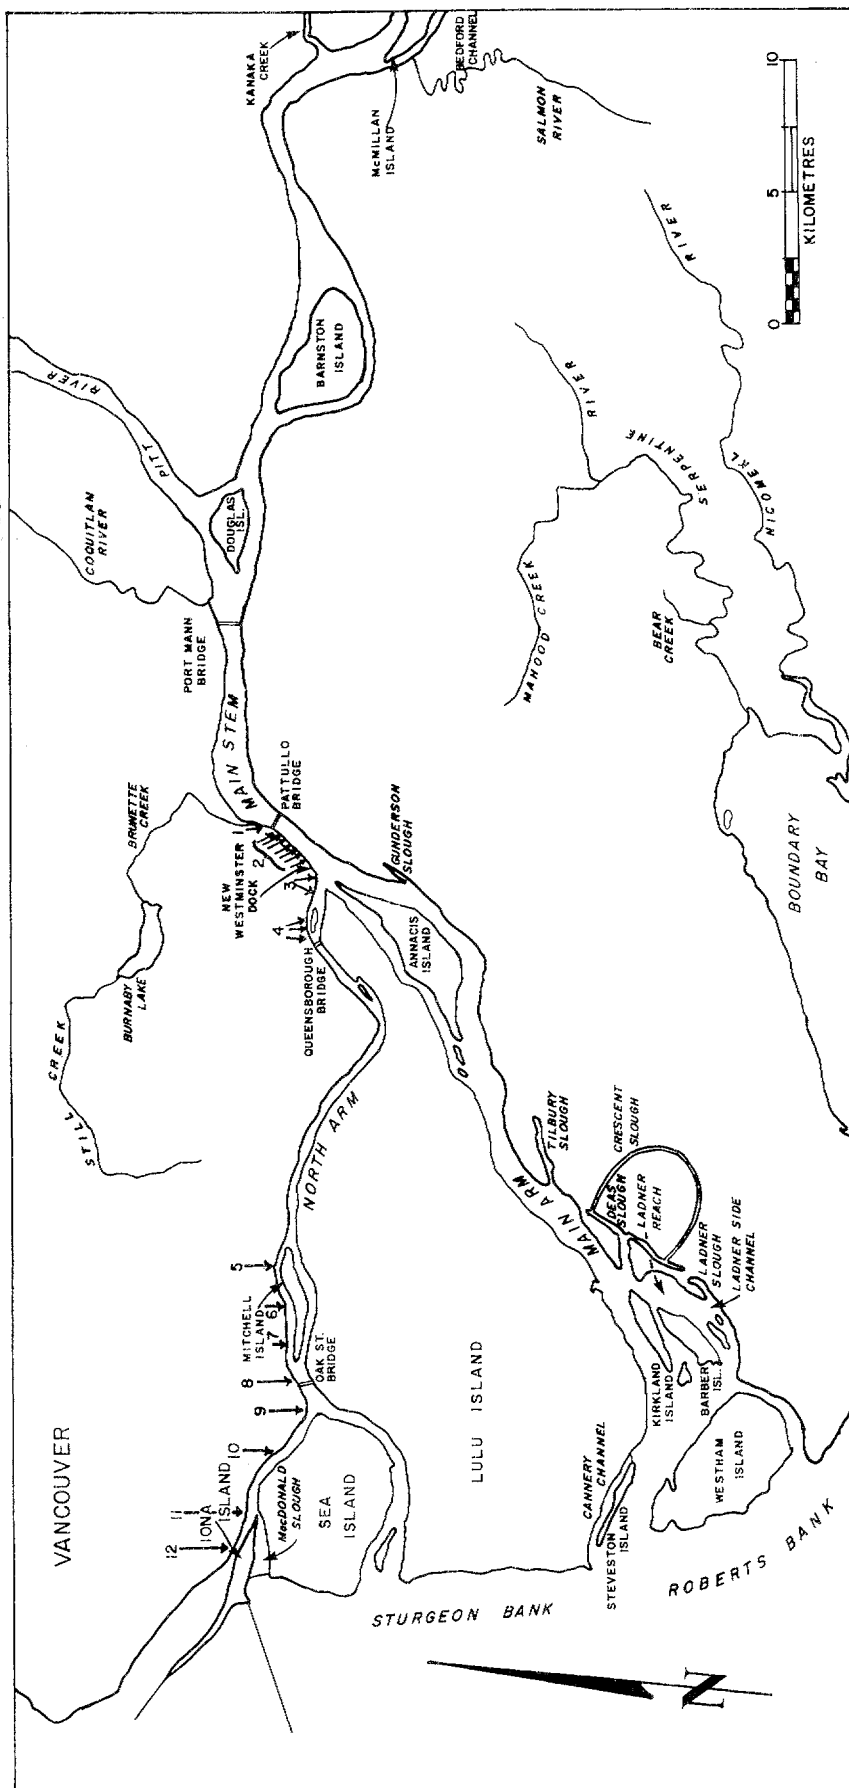 VANCOUVER
12
11
IONA
ISLAND
10
9
8
7
6
5
MITCHELL
ISLAND
OAK ST.
BRIDGE
MacDONALD
SLOUGH
SEA
ISLAND
STILL CREEK
BURNABY
LAKE
BRUNETTE
CREEK
NORTH ARM
QUEENSBOROUGH
BRIDGE
4
3
NEW
WESTMINSTER
DOCK
2
1
PATTULLO
BRIDGE
MAIN STEM
PORT MANN
BRIDGE
COQUITLAN
RIVER
PITT RIVER
DOUGLAS
ISL.
BARNSTON
ISLAND
KANAKA
CREEK
McMILLAN
ISLAND
BEDFORD
CHANNEL
SALMON
RIVER
GUNDERSON
SLOUGH
ANNACIS
ISLAND
LULU ISLAND
MAIN ARM
TILBURY
SLOUGH
CRESCENT
SLOUGH
DEAS
SLOUGH
LADNER
REACH
LADNER
SLOUGH
LADNER SIDE
CHANNEL
KIRKLAND
ISLAND
BARBER
ISL.
WESTHAM
ISLAND
CANNERY
CHANNEL
STEVESTON
ISLAND
STURGEON BANK
ROBERTS BANK
MAHOOD CREEK
BEAR
CREEK
SERPENTINE RIVER
NICOMEKL RIVER
BOUNDARY
BAY
N
0 5 10
KILOMETRES